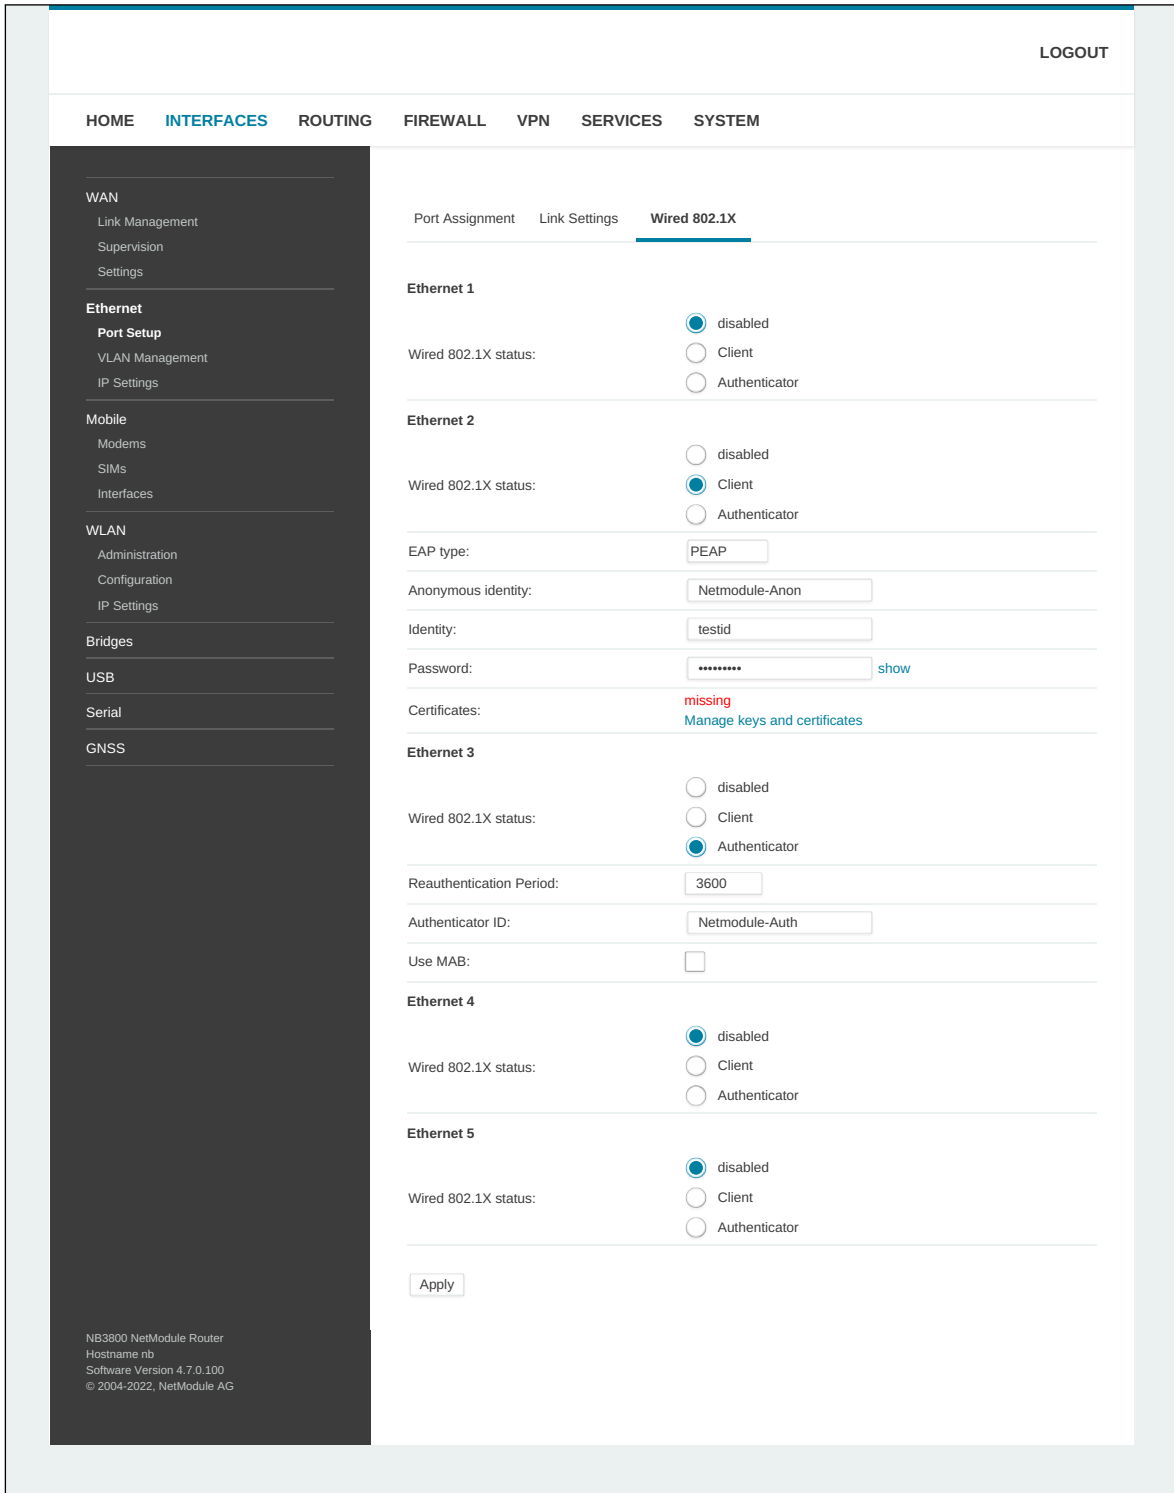 LOGOUT
HOME INTERFACES ROUTING FIREWALL VPN SERVICES SYSTEM
WAN
Link Management
Supervision
Settings
Ethernet
Port Setup
VLAN Management
IP Settings
Mobile
Modems
SIMs
Interfaces
WLAN
Administration
Configuration
IP Settings
Bridges
USB
Serial
GNSS
NB3800 NetModule Router
Hostname nb
Software Version 4.7.0.100
© 2004-2022, NetModule AG
Port Assignment Link Settings Wired 802.1X
Ethernet 1
Wired 802.1X status:
disabled
Client
Authenticator
Ethernet 2
Wired 802.1X status:
disabled
Client
Authenticator
EAP type: PEAP
Anonymous identity: Netmodule-Anon
Identity: testid
Password: ••••••••• show
Certificates:
missing
Manage keys and certificates
Ethernet 3
Wired 802.1X status:
disabled
Client
Authenticator
Reauthentication Period: 3600
Authenticator ID: Netmodule-Auth
Use MAB:
Ethernet 4
Wired 802.1X status:
disabled
Client
Authenticator
Ethernet 5
Wired 802.1X status:
disabled
Client
Authenticator
Apply